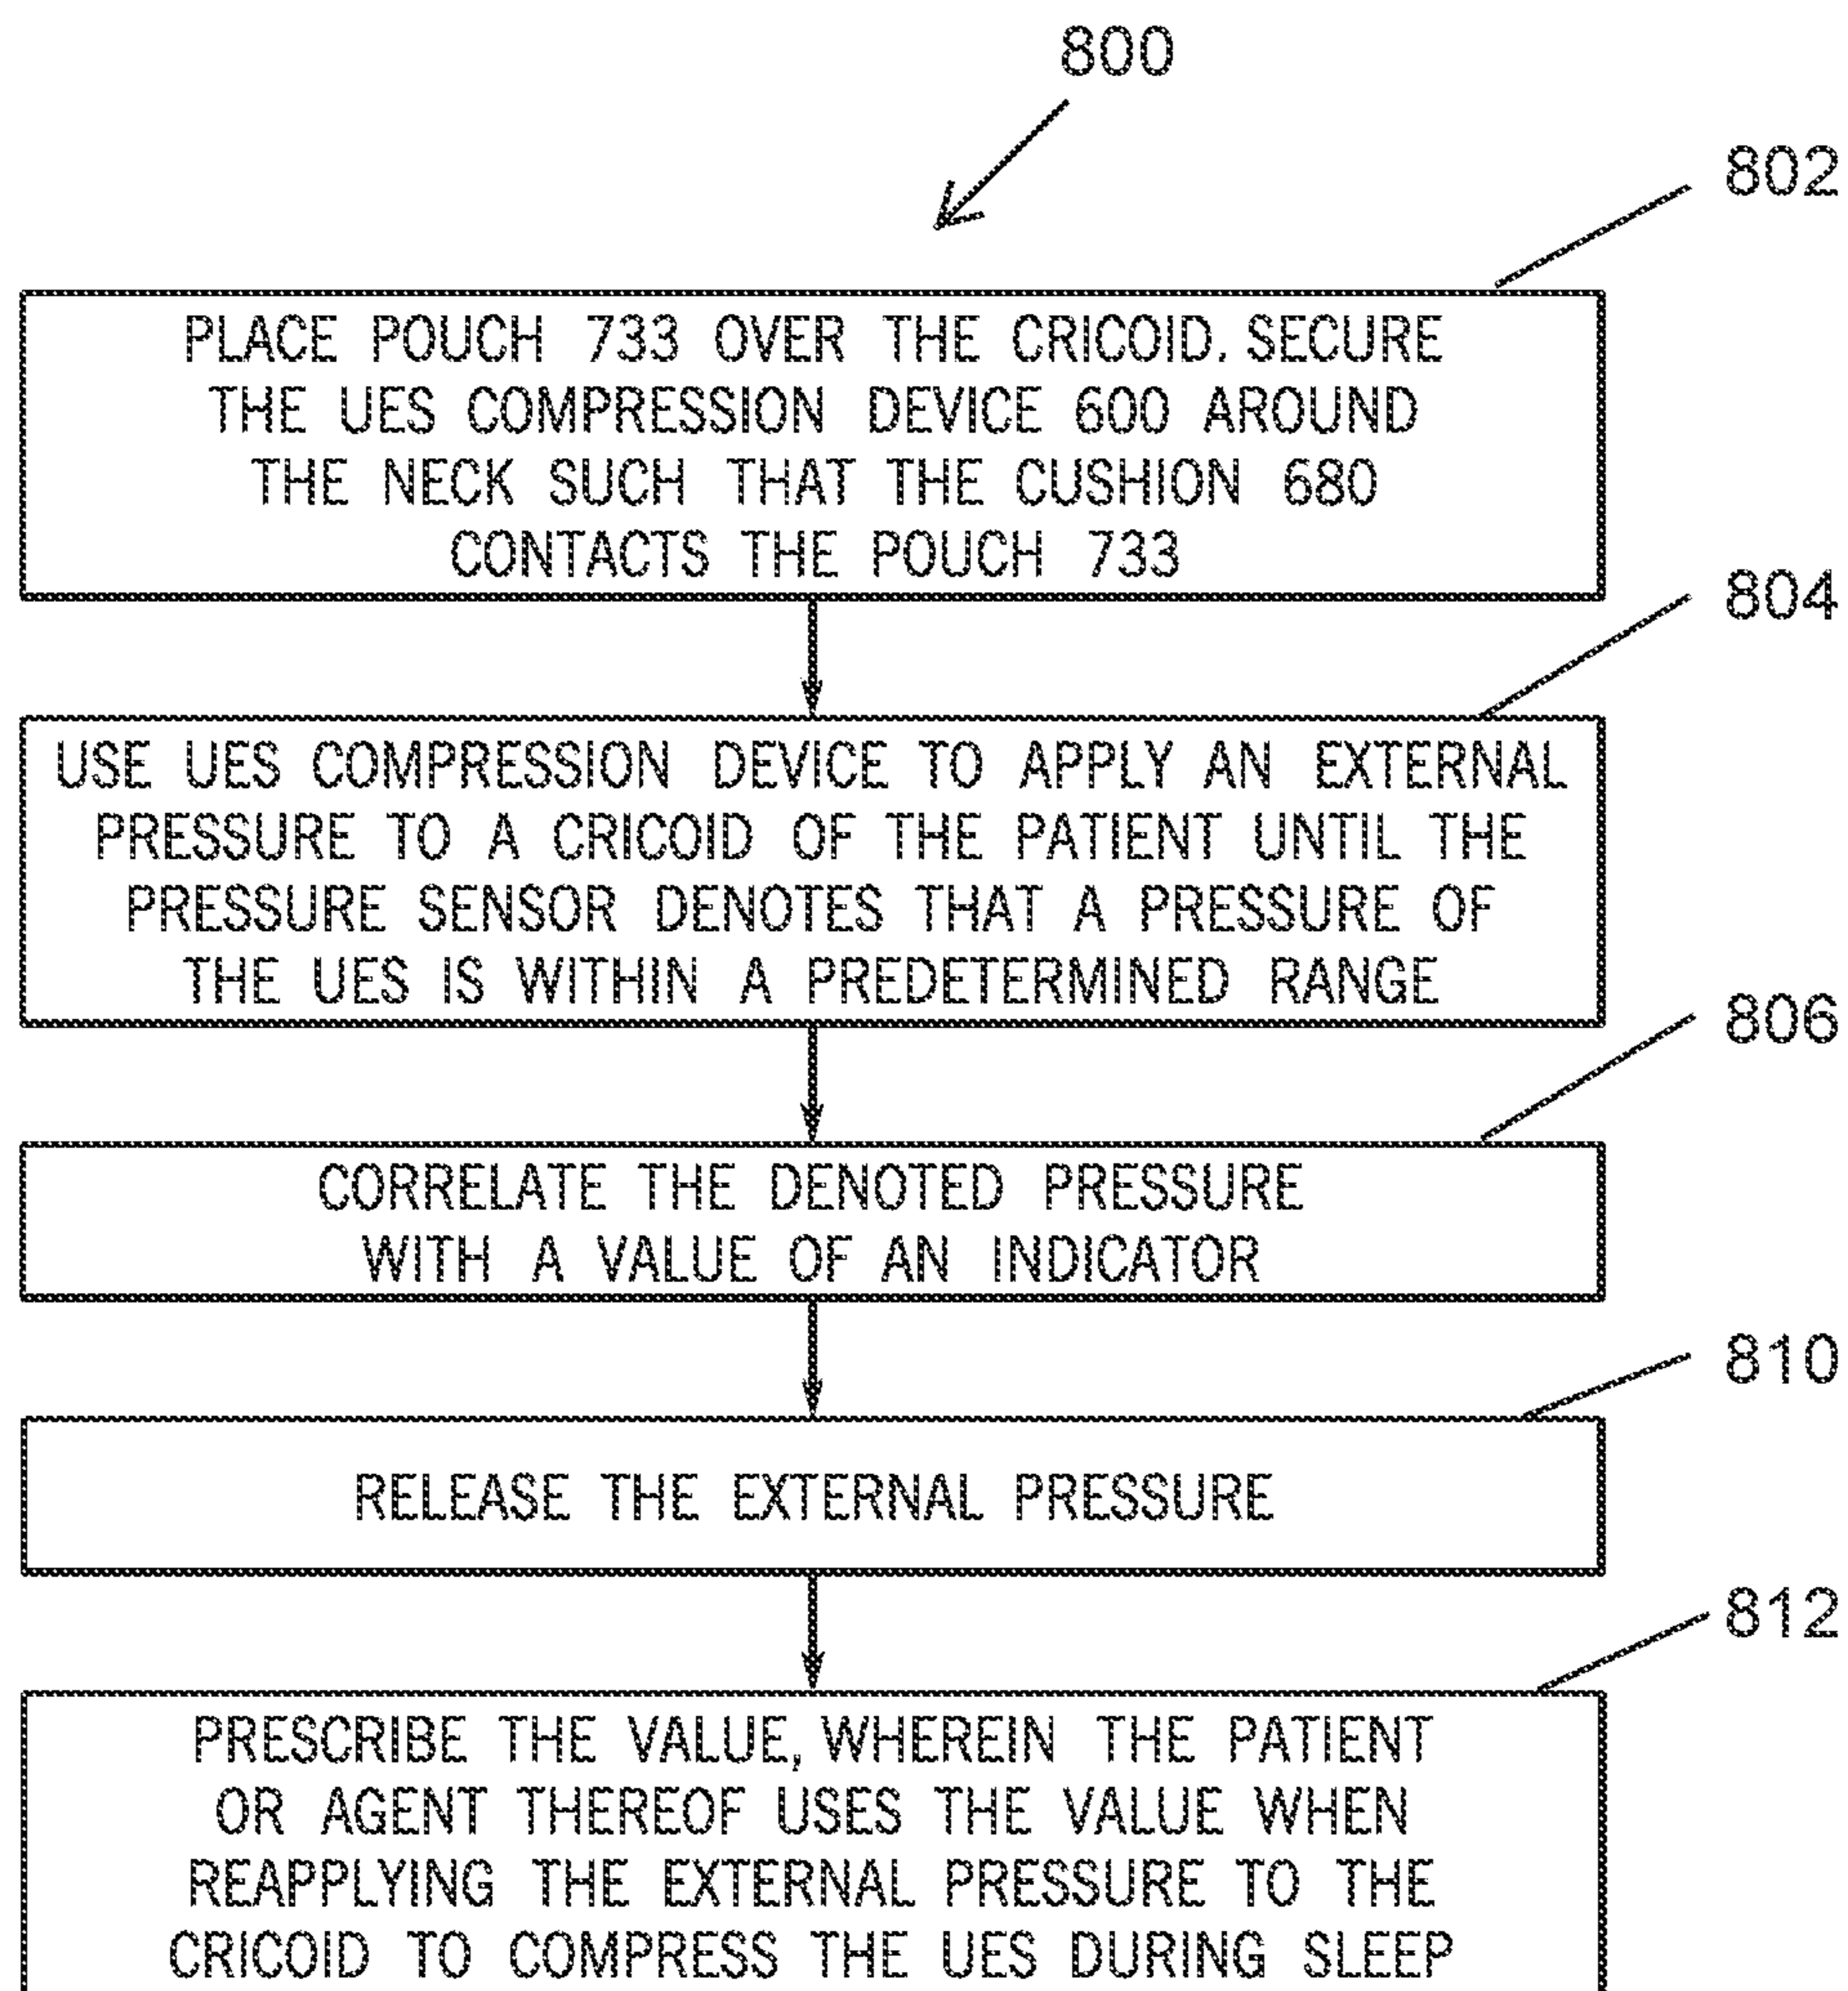 800
802
PLACE POUCH 733 OVER THE CRICOID. SECURE
THE UES COMPRESSION DEVICE 600 AROUND
THE NECK SUCH THAT THE CUSHION 680
CONTACTS THE POUCH 733
804
USE UES COMPRESSION DEVICE TO APPLY AN EXTERNAL
PRESSURE TO A CRICOID OF THE PATIENT UNTIL THE
PRESSURE SENSOR DENOTES THAT A PRESSURE OF
THE UES IS WITHIN A PREDETERMINED RANGE
806
CORRELATE THE DENOTED PRESSURE
WITH A VALUE OF AN INDICATOR
810
RELEASE THE EXTERNAL PRESSURE
812
PRESCRIBE THE VALUE, WHEREIN THE PATIENT
OR AGENT THEREOF USES THE VALUE WHEN
REAPPLYING THE EXTERNAL PRESSURE TO THE
CRICOID TO COMPRESS THE UES DURING SLEEP